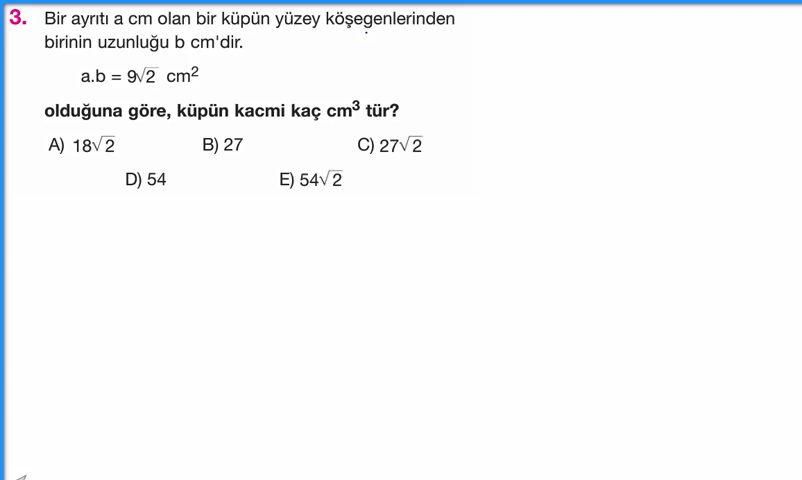 3. Bir ayrıtı a cm olan bir küpün yüzey köşegenlerinden
birinin uzunluğu b cm'dir.
a.b = 9√2 cm²
olduğuna göre, küpün kacmi kaç cm³ tür?
A) 18√2 B) 27 C) 27√2
D) 54 E) 54√2